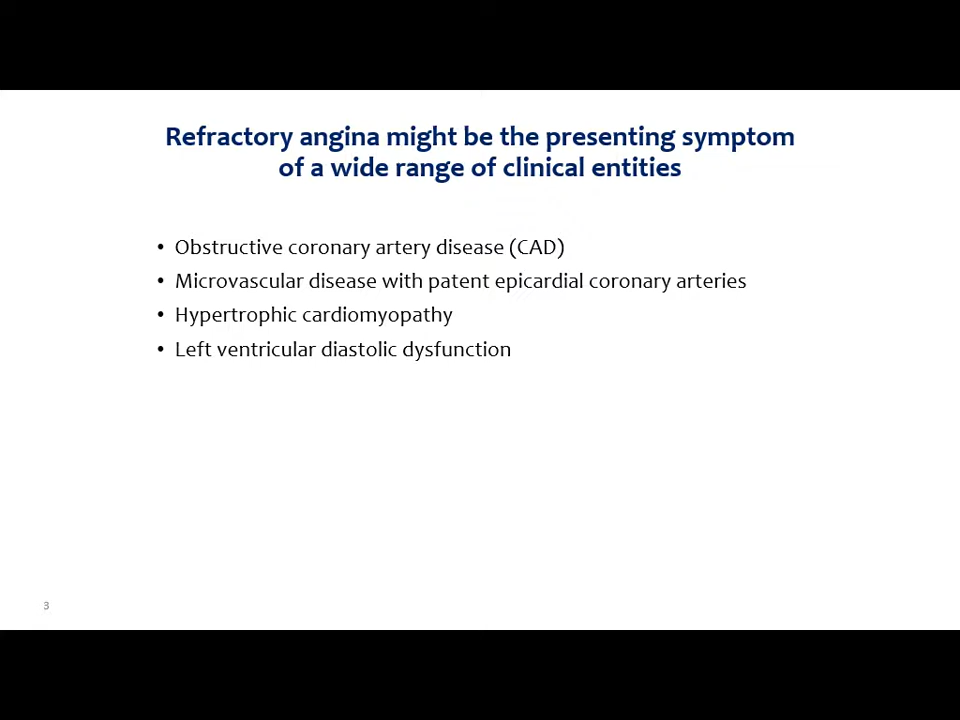 Refractory angina might be the presenting symptom
of a wide range of clinical entities
• Obstructive coronary artery disease (CAD)
• Microvascular disease with patent epicardial coronary arteries
• Hypertrophic cardiomyopathy
• Left ventricular diastolic dysfunction
3